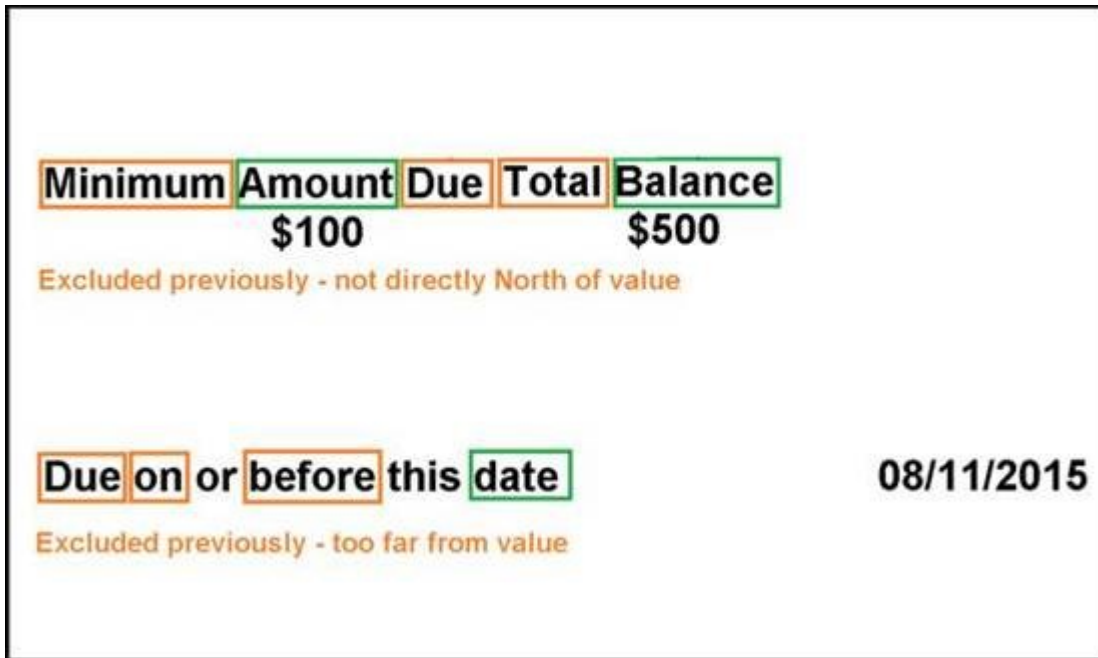 Minimum Amount Due Total Balance
$100 $500
Excluded previously - not directly North of value
Due on or before this date 08/11/2015
Excluded previously - too far from value